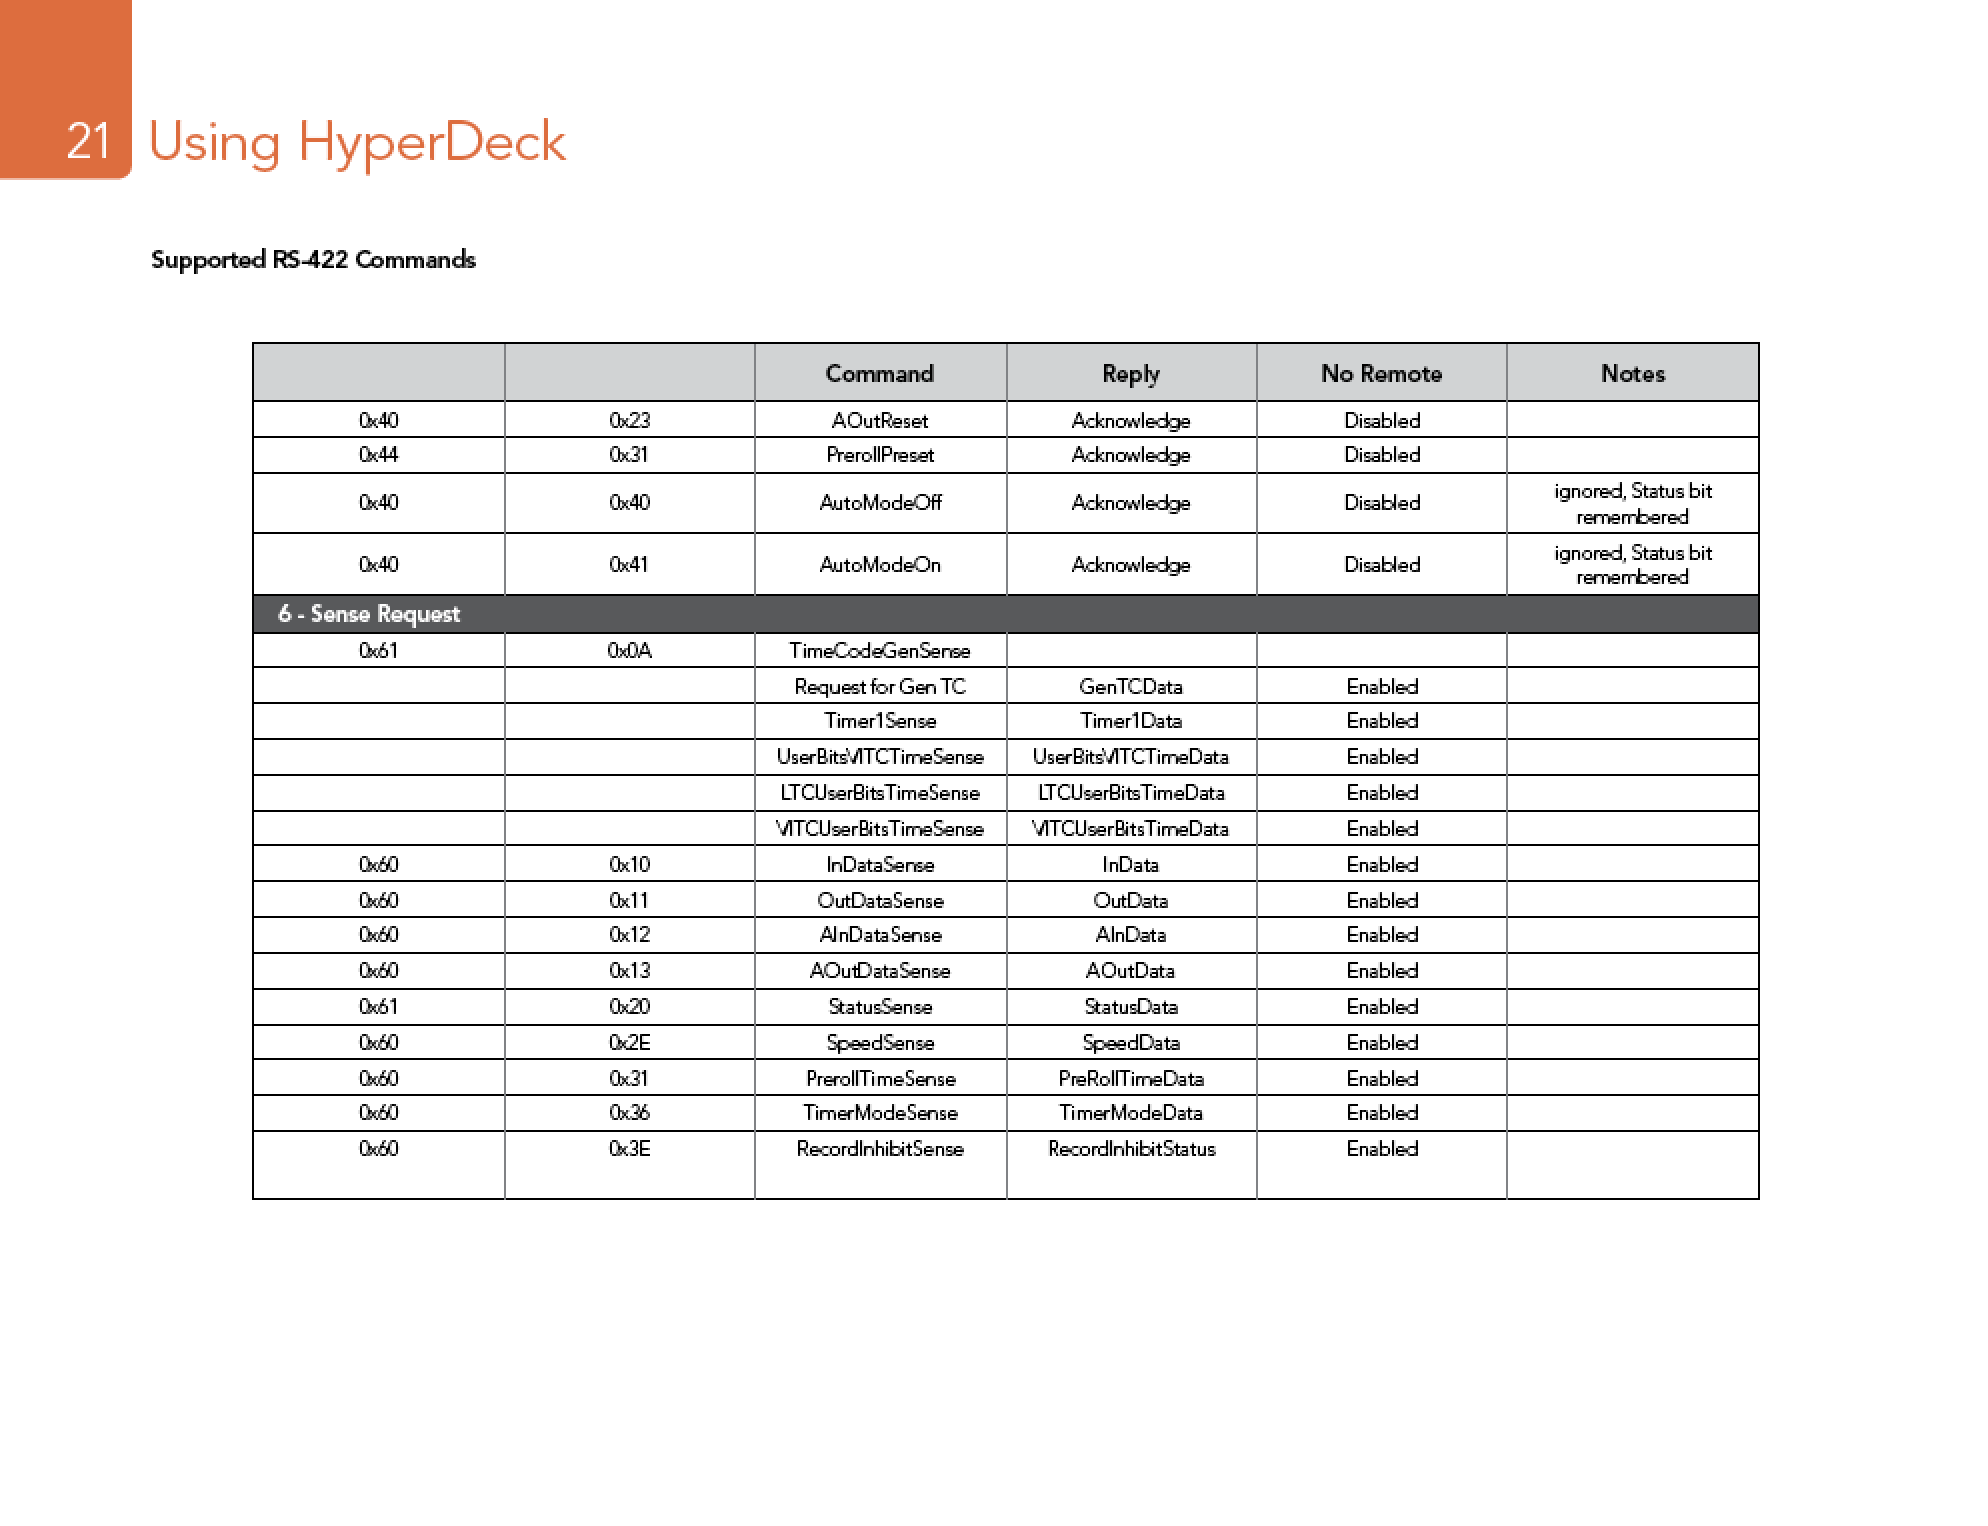 21 Using HyperDeck
Supported RS-422 Commands
Command Reply No Remote Notes
0x40 0x23 AOutReset Acknowledge Disabled
0x44 0x31 PrerollPreset Acknowledge Disabled
0x40 0x40 AutoModeOff Acknowledge Disabled ignored, Status bit
remembered
0x40 0x41 AutoModeOn Acknowledge Disabled ignored, Status bit
remembered
6 - Sense Request
0x61 0x0A TimeCodeGenSense
Request for Gen TC GenTCData Enabled
Timer1Sense Timer1Data Enabled
UserBitsVITCTimeSense UserBitsVITCTimeData Enabled
LTCUserBitsTimeSense LTCUserBitsTimeData Enabled
VITCUserBitsTimeSense VITCUserBitsTimeData Enabled
0x60 0x10 InDataSense InData Enabled
0x60 0x11 OutDataSense OutData Enabled
0x60 0x12 AInDataSense AInData Enabled
0x60 0x13 AOutDataSense AOutData Enabled
0x61 0x20 StatusSense StatusData Enabled
0x60 0x2E SpeedSense SpeedData Enabled
0x60 0x31 PrerollTimeSense PreRollTimeData Enabled
0x60 0x36 TimerModeSense TimerModeData Enabled
0x60 0x3E RecordInhibitSense RecordInhibitStatus Enabled